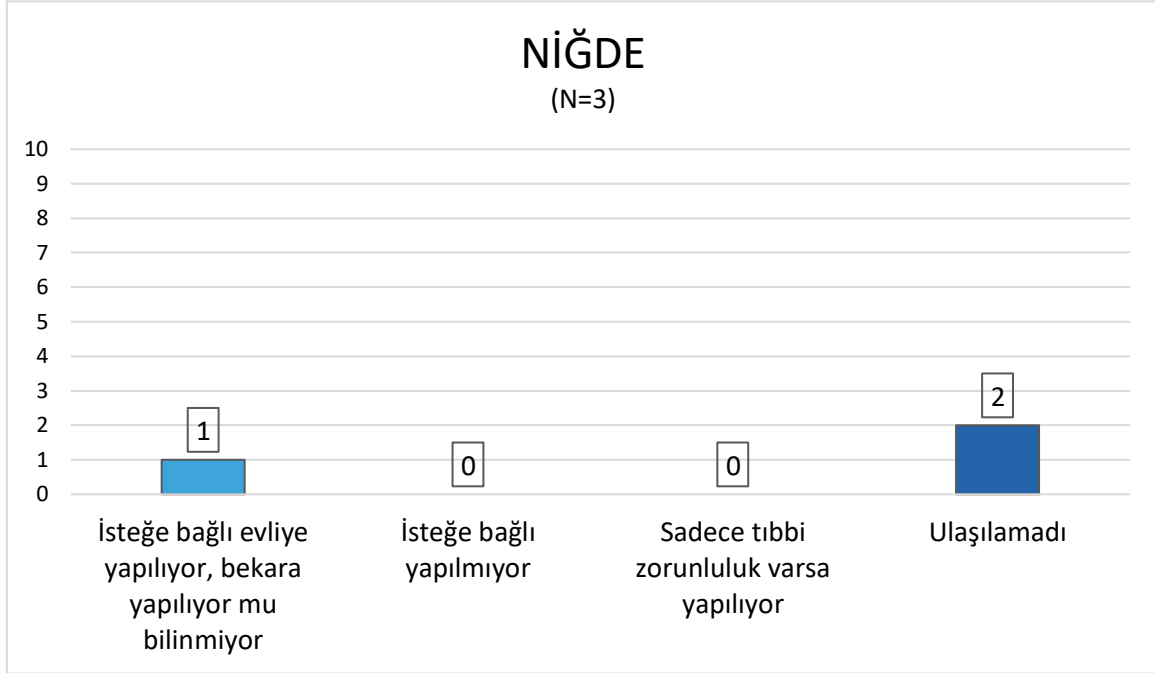 NİĞDE
(N=3)
10
9
8
7
6
5
4
3
2
1
0
1
0
0
2
İsteğe bağlı evliye
yapılıyor, bekara
yapılıyor mu
bilinmiyor
İsteğe bağlı
yapılmıyor
Sadece tıbbi
zorunluluk varsa
yapılıyor
Ulaşılamadı